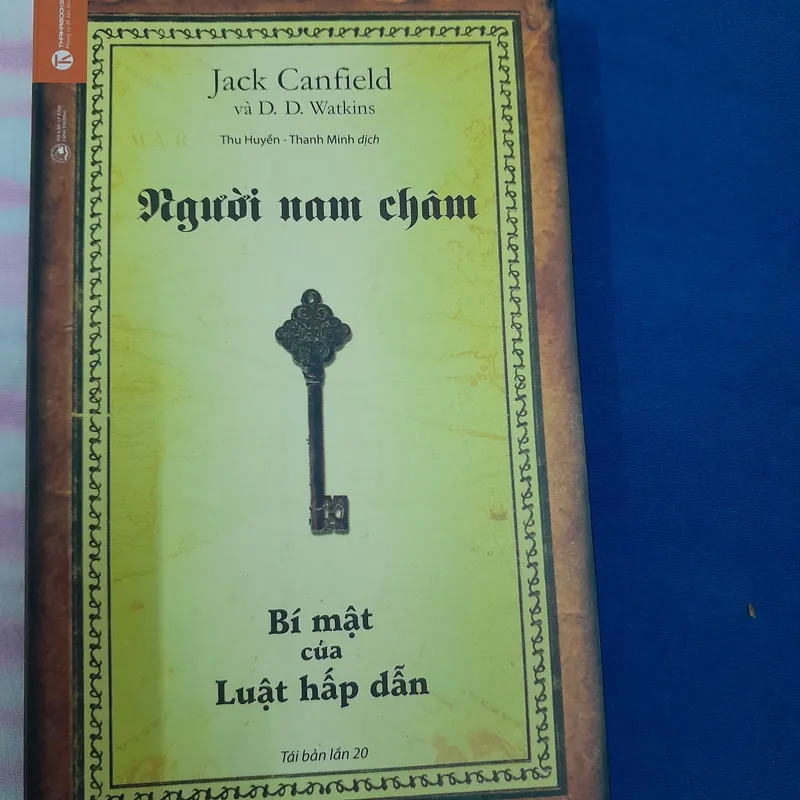 THAIHABOOKS
Jack Canfield
và D. D. Watkins
Thu Huyền - Thanh Minh dịch
Người nam châm
Bí mật
của
Luật hấp dẫn
Tái bản lần 20